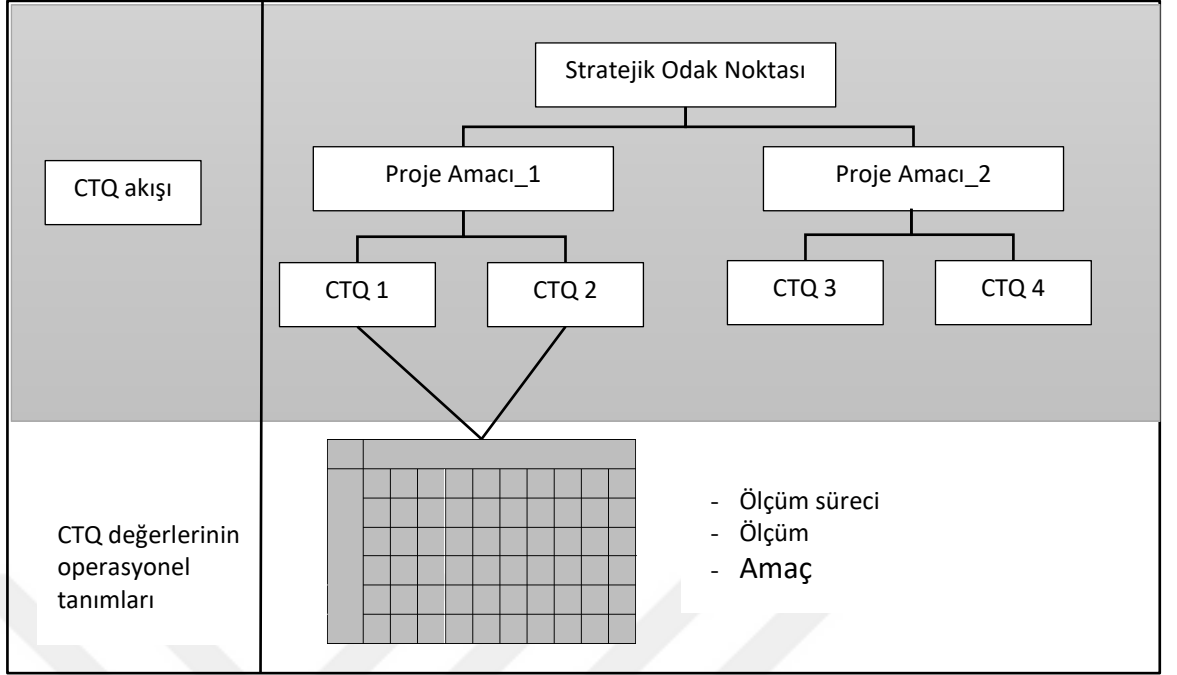 Stratejik Odak Noktası
CTQ akışı
Proje Amacı_1
Proje Amacı_2
CTQ 1
CTQ 2
CTQ 3
CTQ 4
CTQ değerlerinin
operasyonel
tanımları
- Ölçüm süreci
- Ölçüm
- Amaç